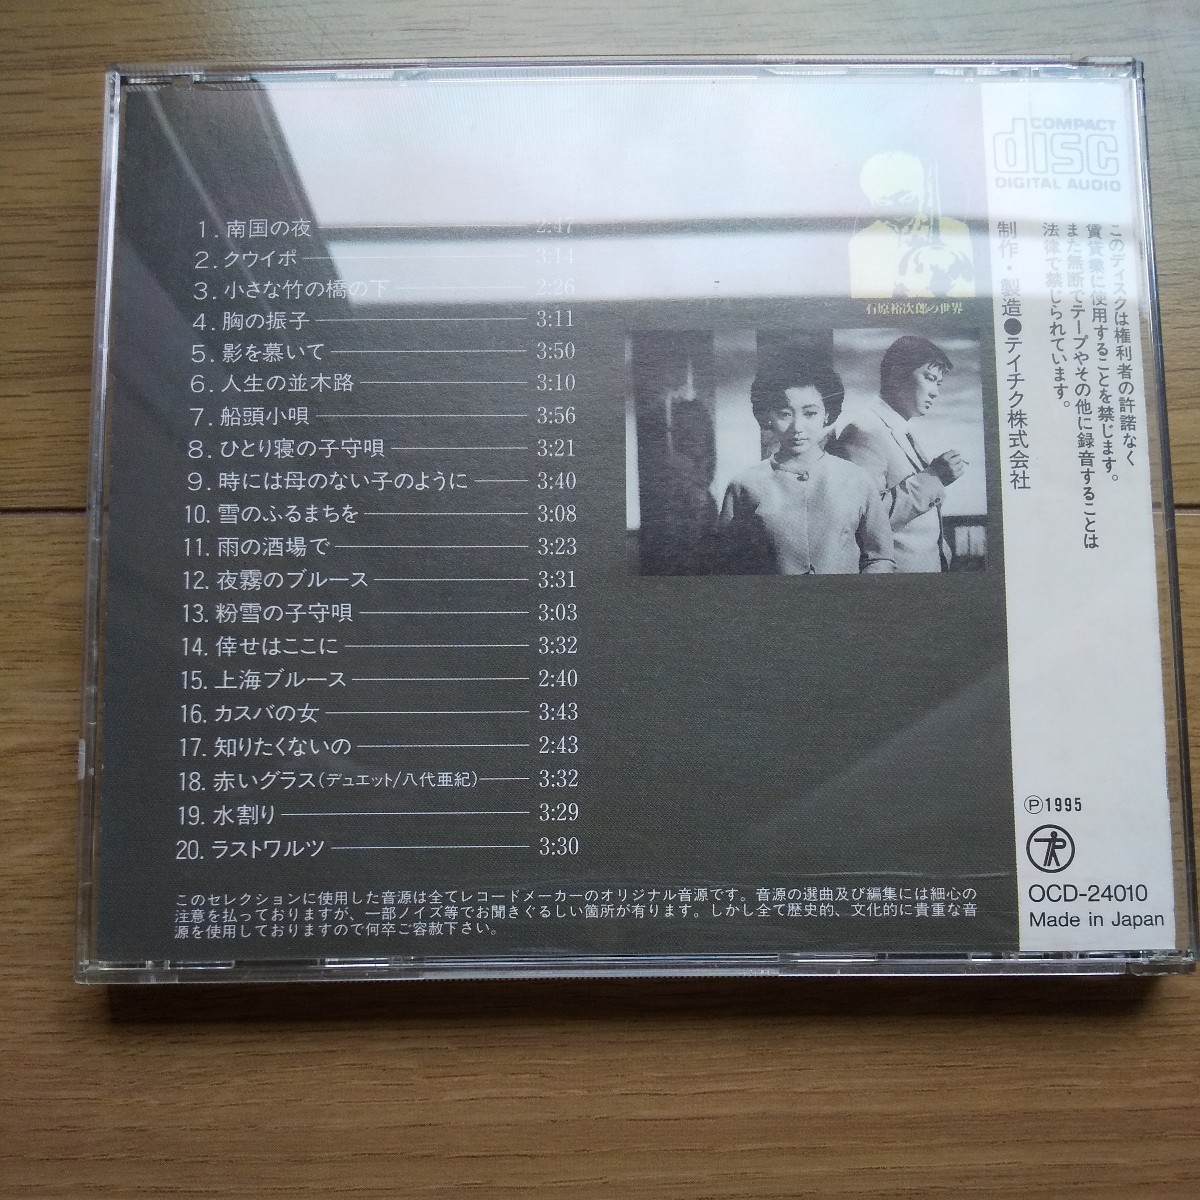 1. 南国の夜 2:47
2. クウイポ 3:14
3. 小さな竹の橋の下 2:26
4. 胸の振子 3:11
5. 影を慕いて 3:50
6. 人生の並木路 3:10
7. 船頭小唄 3:56
8. ひとり寝の子守唄 3:21
9. 時には母のない子のように 3:40
10. 雪のふるまちを 3:08
11. 雨の酒場で 3:23
12. 夜霧のブルース 3:31
13. 粉雪の子守唄 3:03
14. 倖せはここに 3:32
15. 上海ブルース 2:40
16. カスバの女 3:43
17. 知りたくないの 2:43
18. 赤いグラス(デュエット/八代亜紀) 3:32
19. 水割り 3:29
20. ラストワルツ 3:30
このセレクションに使用した音源は全てレコードメーカーのオリジナル音源です。音源の選曲及び編集には細心の
注意を払っておりますが、一部ノイズ等でお聞きぐるしい箇所が有ります。しかし全て歴史的、文化的に貴重な音
源を使用しておりますので何卒ご容赦下さい。
石原裕次郎の世界
COMPACT
disc
DIGITAL AUDIO
このディスクは権利者の許諾なく
賃貸業に使用することを禁じます。
また無断でテープやその他に録音することは
法律で禁じられています。
制作・製造●テイチク株式会社
℗1995
OCD-24010
Made in Japan